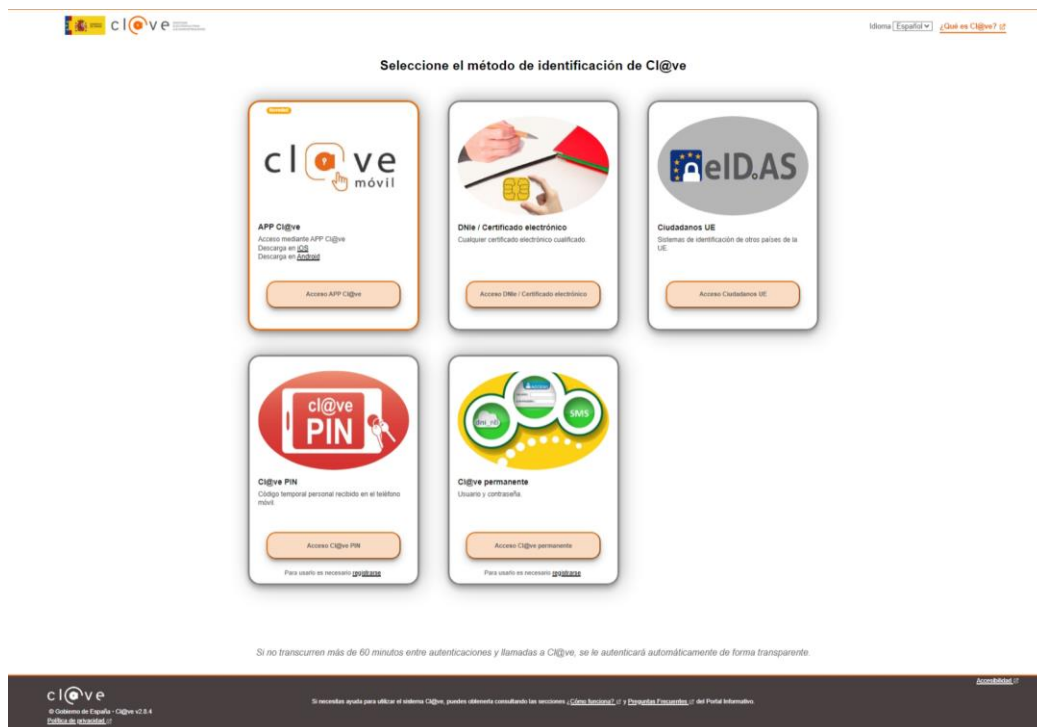 cl@ve
Idioma Español ¿Qué es Cl@ve?
Seleccione el método de identificación de Cl@ve
cl@ve
móvil
APP Cl@ve
Acceso mediante APP Cl@ve
Descarga en iOS
Descarga en Android
Acceso APP Cl@ve
DNIe / Certificado electrónico
Cualquier certificado electrónico cualificado
Acceso DNIe / Certificado electrónico
eID.AS
Ciudadanos UE
Sistemas de identificación de otros países de la
UE.
Acceso Ciudadanos UE
cl@ve
PIN
Cl@ve PIN
Código temporal personal recibido en el teléfono
móvil
Acceso Cl@ve PIN
Para usarlo es necesario registrarse
SMS
Cl@ve permanente
Usuario y contraseña.
Acceso Cl@ve permanente
Para usarlo es necesario registrarse
Si no transcurren más de 60 minutos entre autenticaciones y llamadas a Cl@ve, se le autenticará automáticamente de forma transparente.
Accesibilidad
cl@ve
© Gobierno de España - Cl@ve v2.8.4
Política de privacidad
Si necesitas ayuda para utilizar el sistema Cl@ve, puedes obtenerla consultando las secciones ¿Cómo funciona? y Preguntas Frecuentes del Portal Informativo.